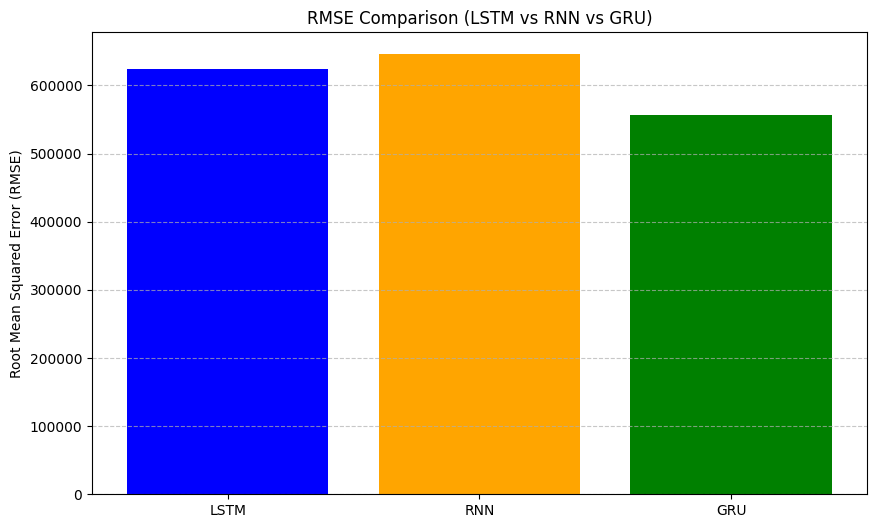 RMSE Comparison (LSTM vs RNN vs GRU)
Root Mean Squared Error (RMSE)
600000
500000
400000
300000
200000
100000
0
LSTM
RNN
GRU